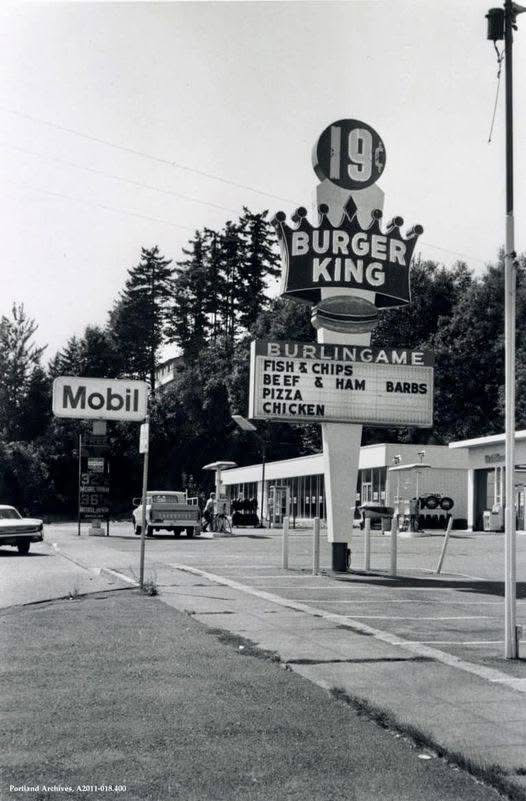 19¢
BURGER
KING
BURLINGAME
FISH & CHIPS
BEEF & HAM BARBS
PIZZA
CHICKEN
Mobil
Portland Archives, A2011-018.400